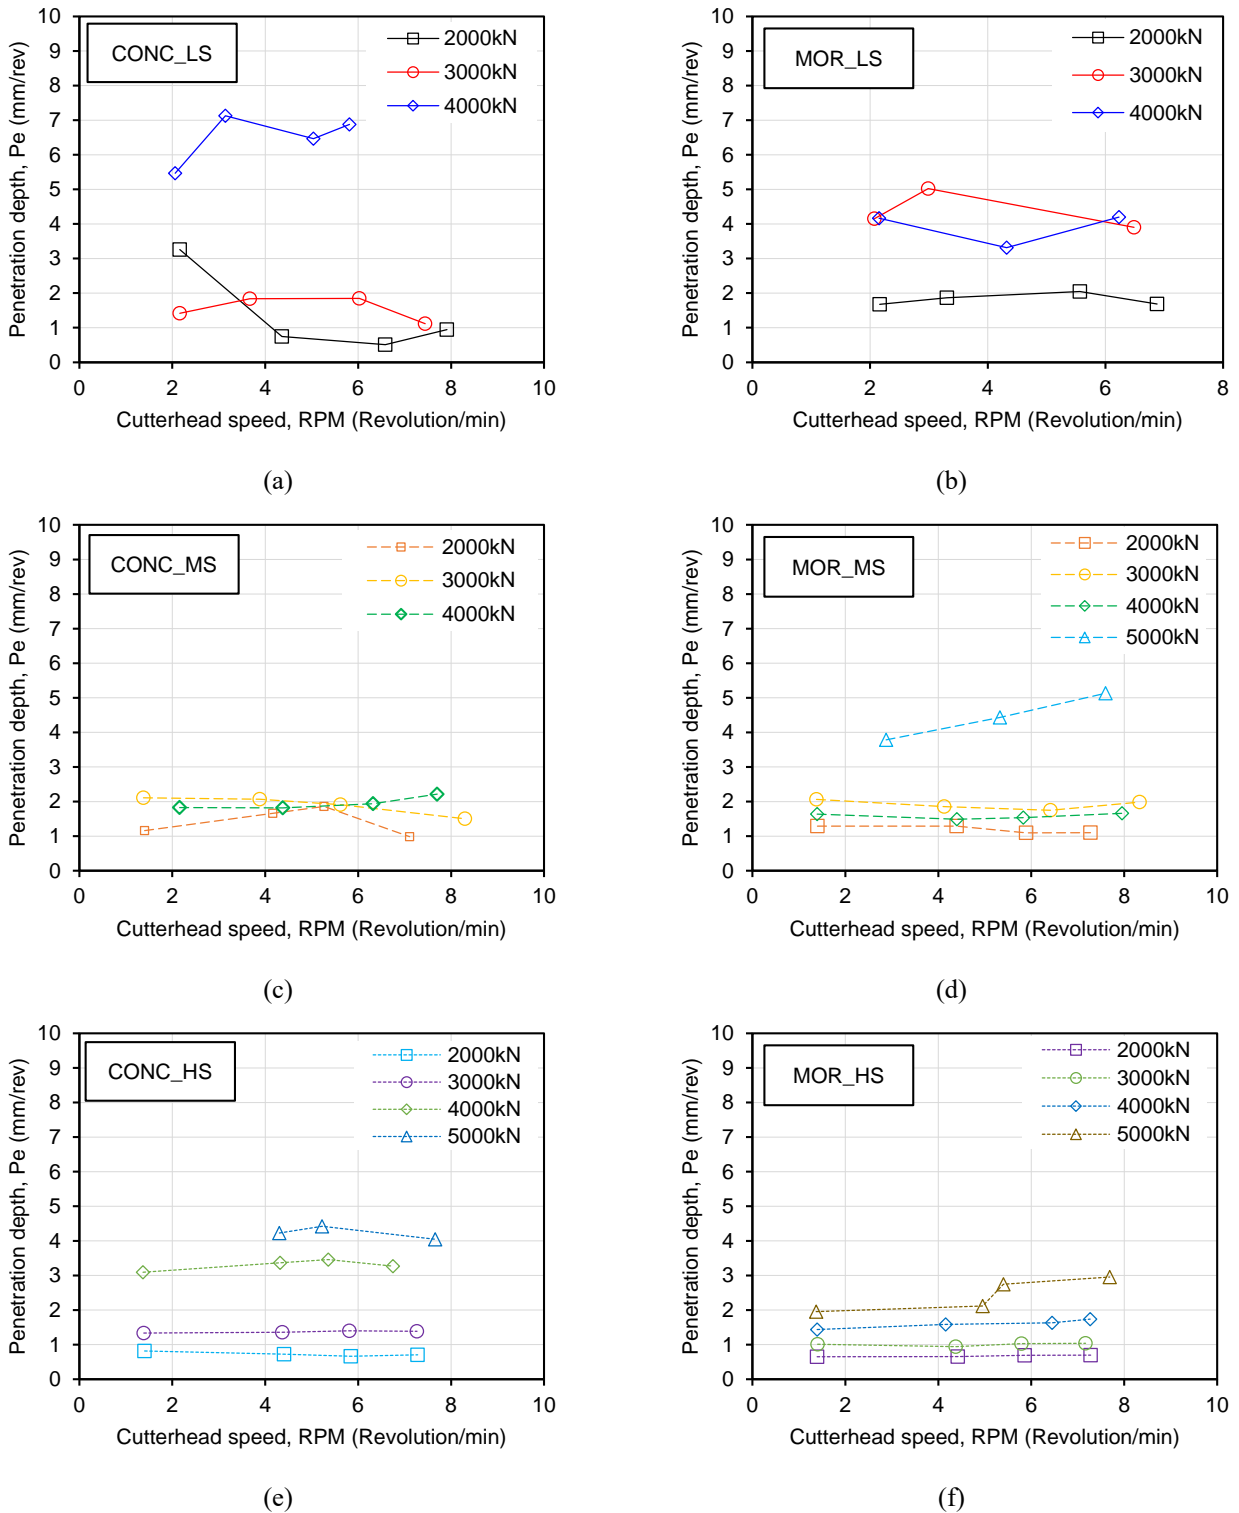 CONC_LS
2000kN
3000kN
4000kN
Penetration depth, Pe (mm/rev)
10
9
8
7
6
5
4
3
2
1
0
0 2 4 6 8 10
Cutterhead speed, RPM (Revolution/min)
(a)
MOR_LS
2000kN
3000kN
4000kN
Penetration depth, Pe (mm/rev)
10
9
8
7
6
5
4
3
2
1
0
0 2 4 6 8
Cutterhead speed, RPM (Revolution/min)
(b)
CONC_MS
2000kN
3000kN
4000kN
Penetration depth, Pe (mm/rev)
10
9
8
7
6
5
4
3
2
1
0
0 2 4 6 8 10
Cutterhead speed, RPM (Revolution/min)
(c)
MOR_MS
2000kN
3000kN
4000kN
5000kN
Penetration depth, Pe (mm/rev)
10
9
8
7
6
5
4
3
2
1
0
0 2 4 6 8 10
Cutterhead speed, RPM (Revolution/min)
(d)
CONC_HS
2000kN
3000kN
4000kN
5000kN
Penetration depth, Pe (mm/rev)
10
9
8
7
6
5
4
3
2
1
0
0 2 4 6 8 10
Cutterhead speed, RPM (Revolution/min)
(e)
MOR_HS
2000kN
3000kN
4000kN
5000kN
Penetration depth, Pe (mm/rev)
10
9
8
7
6
5
4
3
2
1
0
0 2 4 6 8 10
Cutterhead speed, RPM (Revolution/min)
(f)